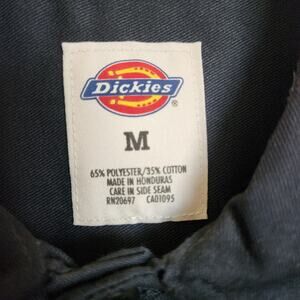 Dickies
®
M
65% POLYESTER/35% COTTON
MADE IN HONDURAS
CARE IN SIDE SEAM
RN20697 CA01095